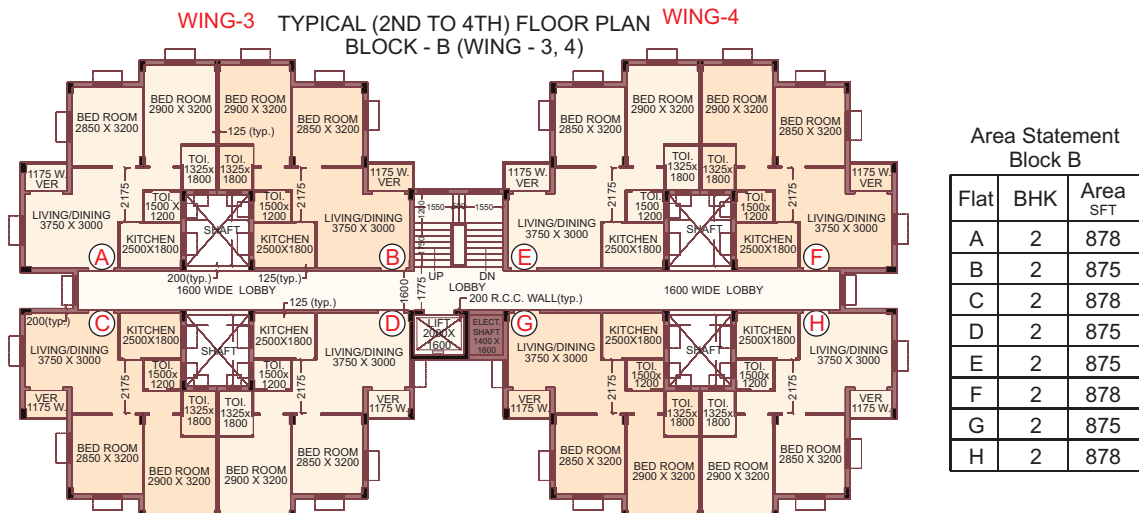 WING-3
TYPICAL (2ND TO 4TH) FLOOR PLAN
WING-4
BLOCK - B (WING - 3, 4)
BED ROOM
2850 X 3200
BED ROOM
2900 X 3200
BED ROOM
2900 X 3200
BED ROOM
2850 X 3200
125 (typ.)
TOI.
1325x
1800
TOI.
1325x
1800
1175 W.
VER
2175
TOI.
1500 X
1200
SHAFT
TOI.
1500x
1200
2175
1175 W.
VER
LIVING/DINING
3750 X 3000
KITCHEN
2500X1800
KITCHEN
2500X1800
LIVING/DINING
3750 X 3000
A
B
200(typ.)
125(typ.)
1550
500
1550
1200
1750
UP
DN
BED ROOM
2850 X 3200
BED ROOM
2900 X 3200
BED ROOM
2900 X 3200
BED ROOM
2850 X 3200
TOI.
1325x
1800
TOI.
1325x
1800
1175 W.
VER
2175
TOI.
1500x
1200
SHAFT
TOI.
1500x
1200
2175
1175 W.
VER
LIVING/DINING
3750 X 3000
KITCHEN
2500X1800
KITCHEN
2500X1800
LIVING/DINING
3750 X 3000
E
F
1600 WIDE LOBBY
1600
1775
LOBBY
1600 WIDE LOBBY
125 (typ.)
200 R.C.C. WALL(typ.)
200(typ.)
C
D
KITCHEN
2500X1800
SHAFT
KITCHEN
2500X1800
LIVING/DINING
3750 X 3000
LIVING/DINING
3750 X 3000
TOI.
1500x
1200
TOI.
1500x
1200
2175
2175
VER
1175 W.
VER
1175 W.
TOI.
1325x
1800
TOI.
1325x
1800
BED ROOM
2850 X 3200
BED ROOM
2900 X 3200
BED ROOM
2900 X 3200
BED ROOM
2850 X 3200
LIFT
2000X
1600
ELECT.
SHAFT
1400 X
1600
G
H
KITCHEN
2500X1800
SHAFT
KITCHEN
2500X1800
LIVING/DINING
3750 X 3000
LIVING/DINING
3750 X 3000
TOI.
1500x
1200
TOI.
1500x
1200
2175
2175
VER
1175 W.
VER
1175 W.
TOI.
1325x
1800
TOI.
1325x
1800
BED ROOM
2850 X 3200
BED ROOM
2900 X 3200
BED ROOM
2900 X 3200
BED ROOM
2850 X 3200
Area Statement
Block B
Flat BHK Area SFT
A 2 878
B 2 875
C 2 878
D 2 875
E 2 875
F 2 878
G 2 875
H 2 878